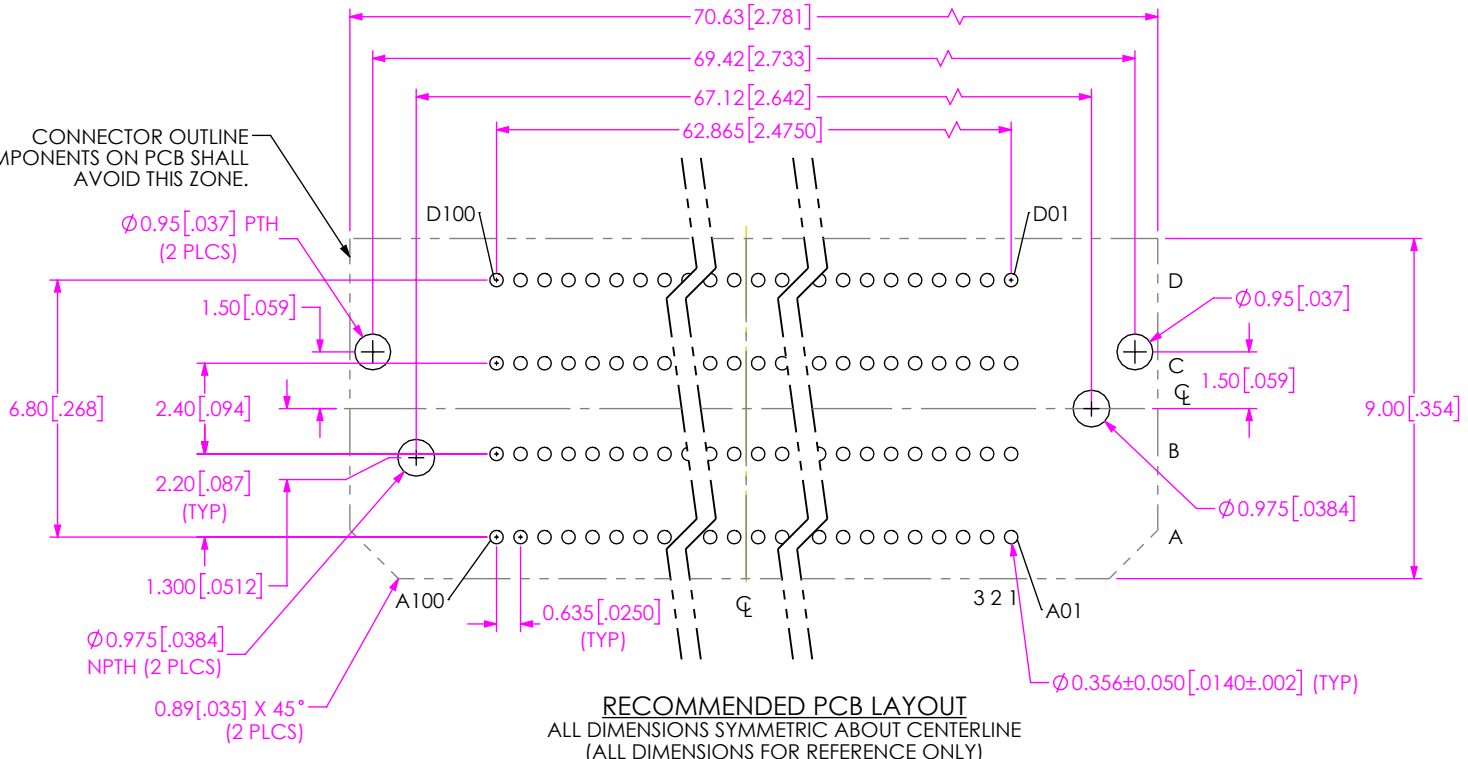 70.63[2.781]
69.42[2.733]
67.12[2.642]
62.865[2.4750]
CONNECTOR OUTLINE
MPONENTS ON PCB SHALL
AVOID THIS ZONE.
Ø0.95[.037] PTH
(2 PLCS)
D100
D01
D
1.50[.059]
Ø0.95[.037]
C
1.50[.059]
℄
6.80[.268]
2.40[.094]
9.00[.354]
B
2.20[.087]
(TYP)
Ø0.975[.0384]
A
1.300[.0512]
A100
0.635[.0250]
(TYP)
℄
3 2 1
A01
Ø0.975[.0384]
NPTH (2 PLCS)
Ø0.356±0.050[.0140±.002] (TYP)
0.89[.035] X 45°
(2 PLCS)
RECOMMENDED PCB LAYOUT
ALL DIMENSIONS SYMMETRIC ABOUT CENTERLINE
(ALL DIMENSIONS FOR REFERENCE ONLY)